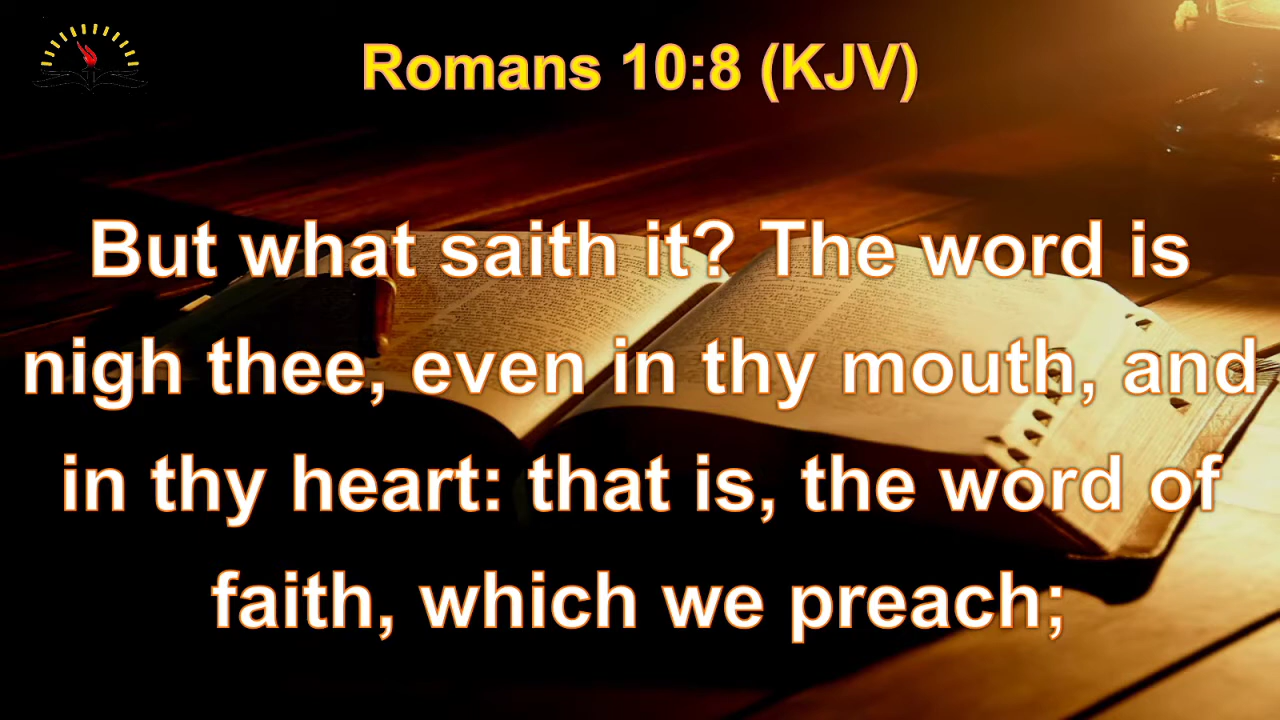 Romans 10:8 (KJV)
But what saith it? The word is
nigh thee, even in thy mouth, and
in thy heart: that is, the word of
faith, which we preach;